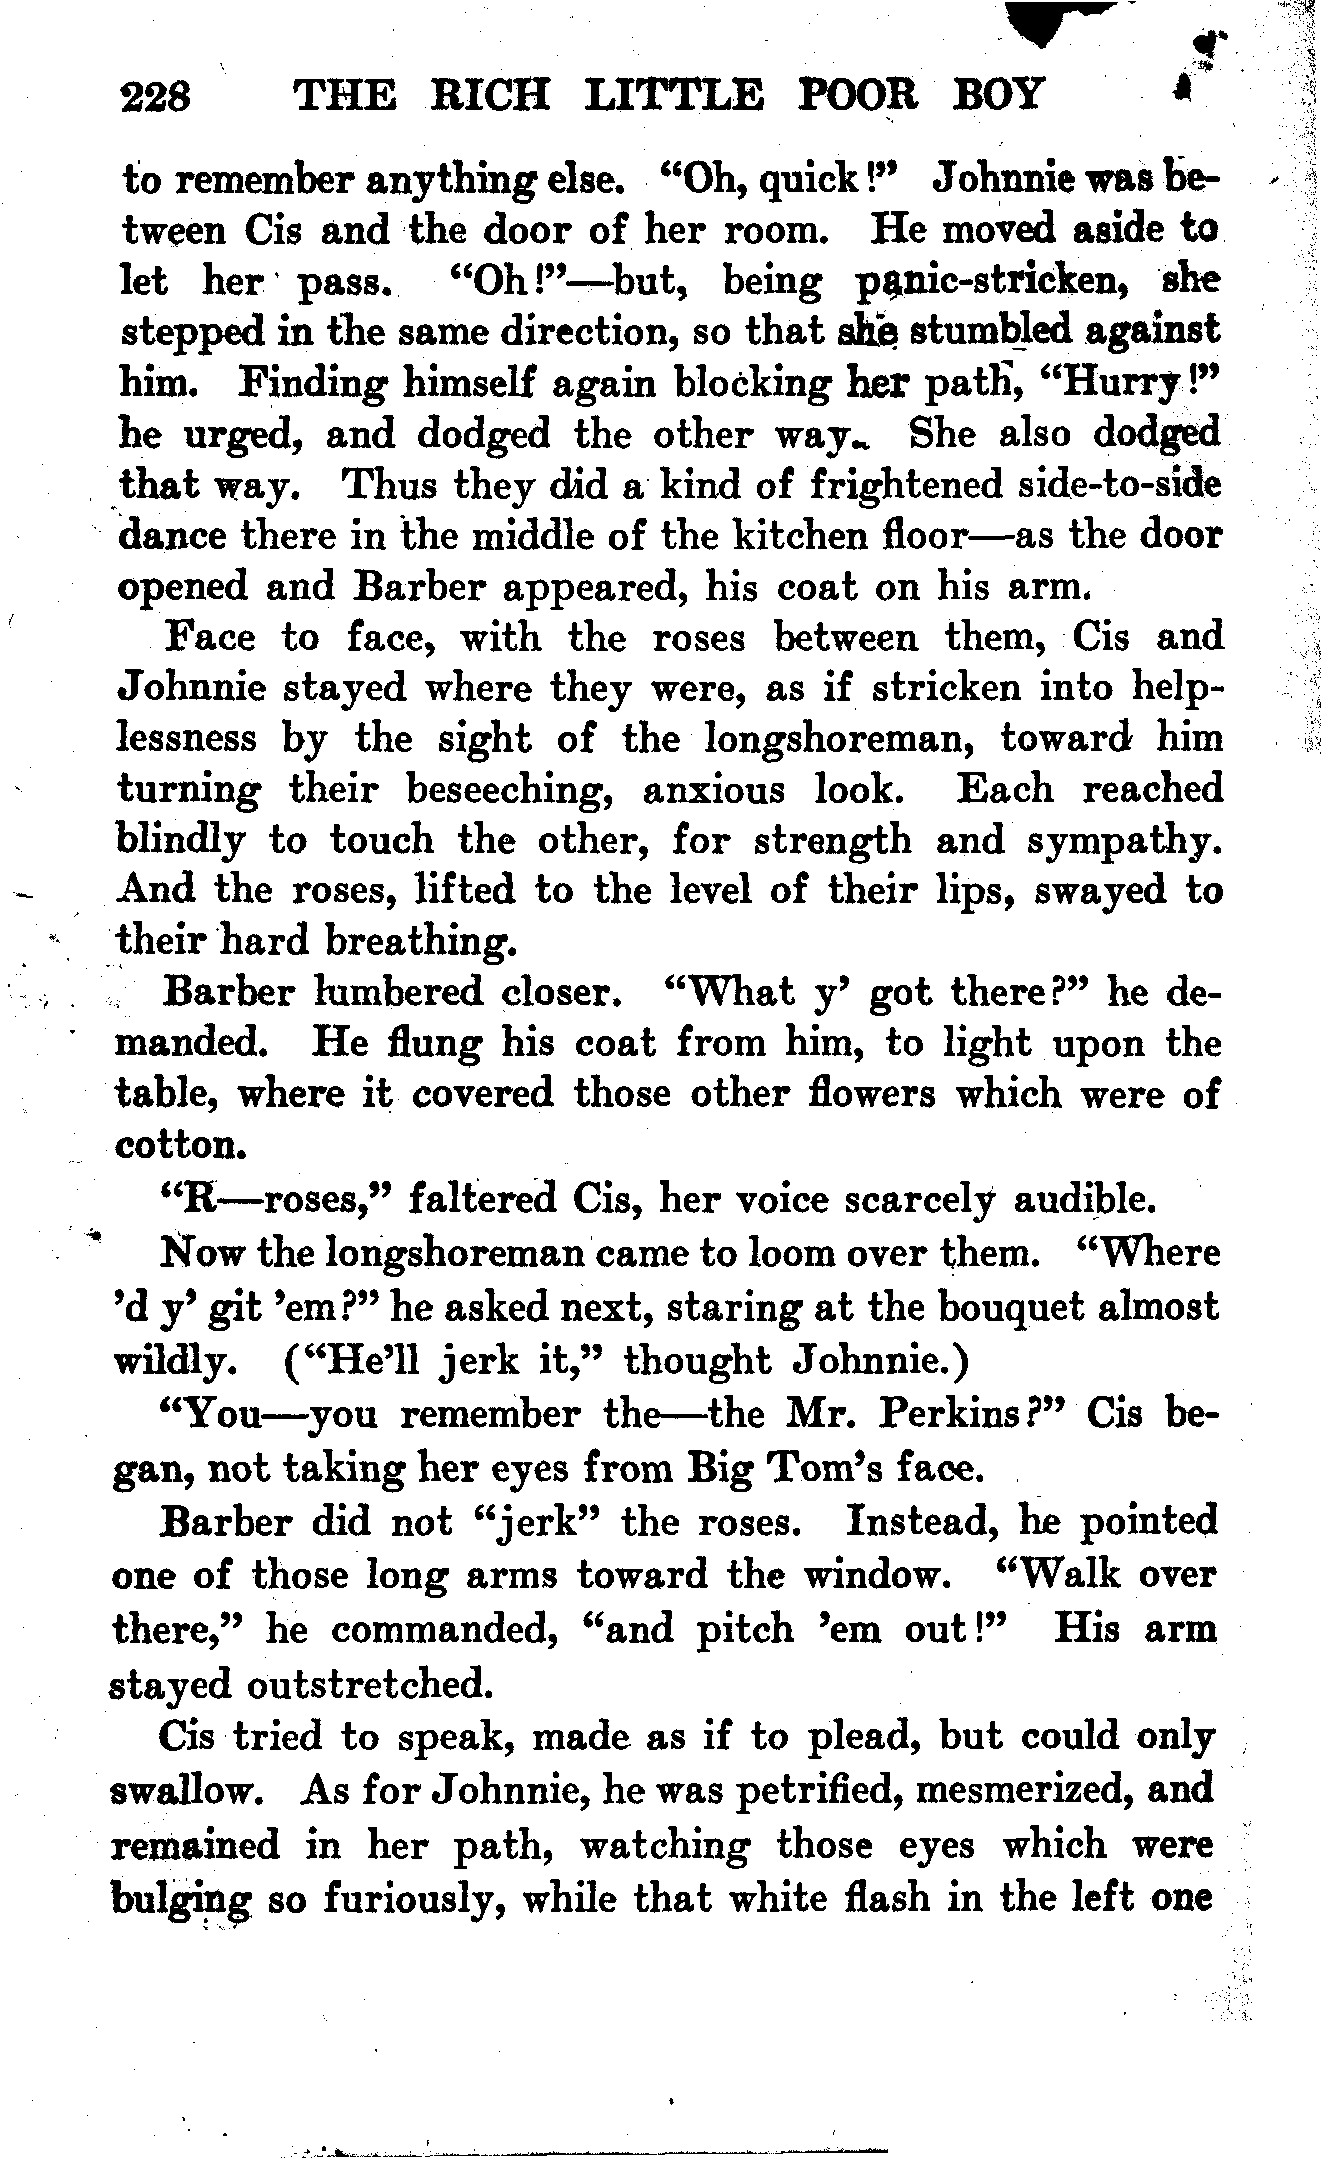 228 THE RICH LITTLE POOR BOY
to remember anything else. “Oh, quick!” Johnnie was be-
tween Cis and the door of her room. He moved aside to
let her pass. “Oh!”—but, being panic-stricken, she
stepped in the same direction, so that she stumbled against
him. Finding himself again blocking her path, “Hurry!”
he urged, and dodged the other way. She also dodged
that way. Thus they did a kind of frightened side-to-side
dance there in the middle of the kitchen floor—as the door
opened and Barber appeared, his coat on his arm.
Face to face, with the roses between them, Cis and
Johnnie stayed where they were, as if stricken into help-
lessness by the sight of the longshoreman, toward him
turning their beseeching, anxious look. Each reached
blindly to touch the other, for strength and sympathy.
And the roses, lifted to the level of their lips, swayed to
their hard breathing.
Barber lumbered closer. “What y’ got there?” he de-
manded. He flung his coat from him, to light upon the
table, where it covered those other flowers which were of
cotton.
“R—roses,” faltered Cis, her voice scarcely audible.
Now the longshoreman came to loom over them. “Where
’d y’ git ’em?” he asked next, staring at the bouquet almost
wildly. (“He’ll jerk it,” thought Johnnie.)
“You—you remember the—the Mr. Perkins?” Cis be-
gan, not taking her eyes from Big Tom’s face.
Barber did not “jerk” the roses. Instead, he pointed
one of those long arms toward the window. “Walk over
there,” he commanded, “and pitch ’em out!” His arm
stayed outstretched.
Cis tried to speak, made as if to plead, but could only
swallow. As for Johnnie, he was petrified, mesmerized, and
remained in her path, watching those eyes which were
bulging so furiously, while that white flash in the left one